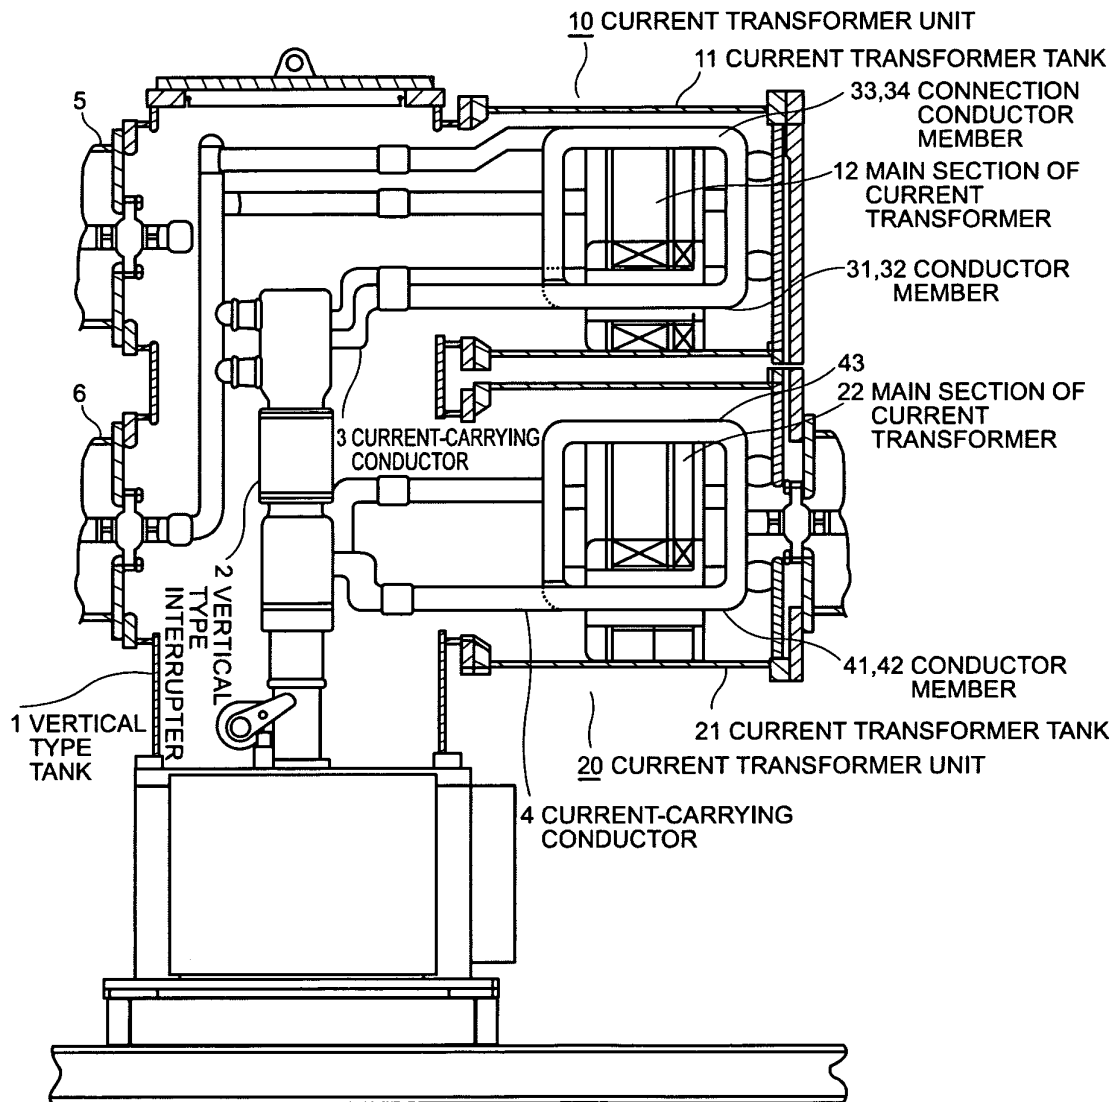 10 CURRENT TRANSFORMER UNIT
11 CURRENT TRANSFORMER TANK
33,34 CONNECTION
CONDUCTOR
MEMBER
5
12 MAIN SECTION OF
CURRENT
TRANSFORMER
31,32 CONDUCTOR
MEMBER
43
6
22 MAIN SECTION OF
CURRENT
TRANSFORMER
3 CURRENT-CARRYING
CONDUCTOR
2 VERTICAL
TYPE
INTERRUPTER
41,42 CONDUCTOR
MEMBER
1 VERTICAL
TYPE
TANK
21 CURRENT TRANSFORMER TANK
20 CURRENT TRANSFORMER UNIT
4 CURRENT-CARRYING
CONDUCTOR